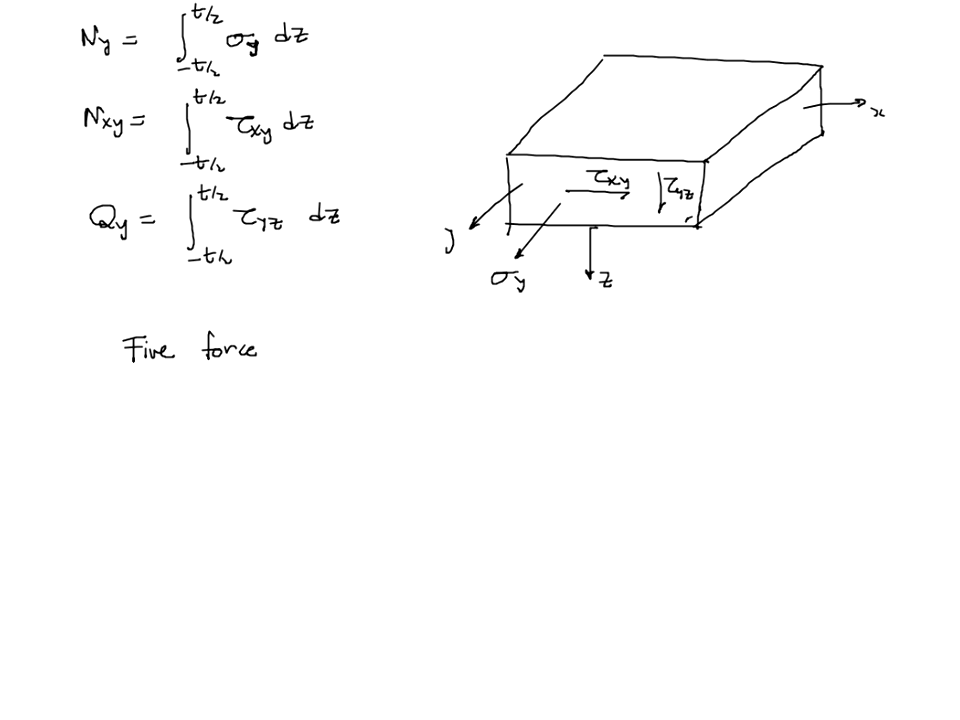 Ny = ∫_{-t/2}^{t/2} σy dz
Nxy = ∫_{-t/2}^{t/2} τxy dz
Qy = ∫_{-t/2}^{t/2} τyz dz
x
τxy τyz
y
σy
z
Five force